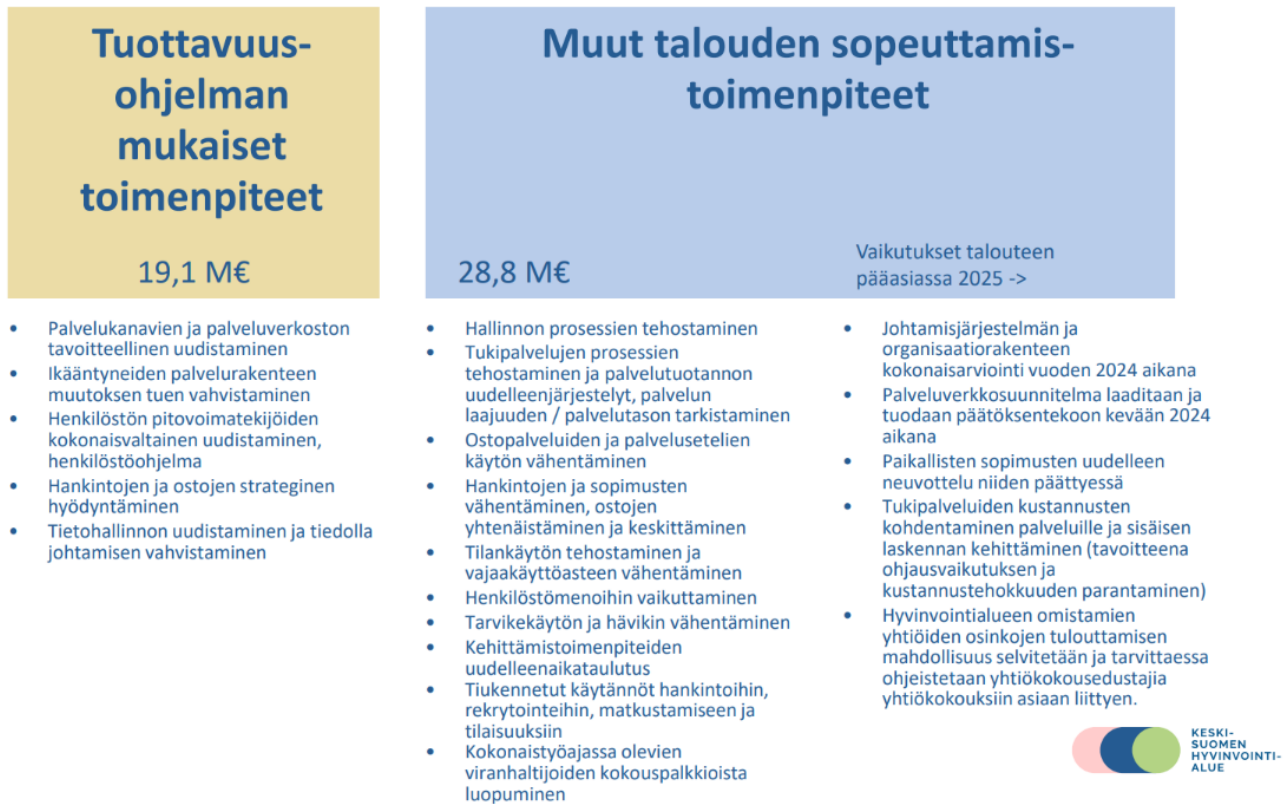 Tuottavuus-
ohjelman
mukaiset
toimenpiteet
19,1 M€
• Palvelukanavien ja palveluverkoston
tavoitteellinen uudistaminen
• Ikääntyneiden palvelurakenteen
muutoksen tuen vahvistaminen
• Henkilöstön pitovoimatekijöiden
kokonaisvaltainen uudistaminen,
henkilöstöohjelma
• Hankintojen ja ostojen strateginen
hyödyntäminen
• Tietohallinnon uudistaminen ja tiedolla
johtamisen vahvistaminen
Muut talouden sopeuttamis-
toimenpiteet
28,8 M€
• Hallinnon prosessien tehostaminen
• Tukipalvelujen prosessien
tehostaminen ja palvelutuotannon
uudelleenjärjestelyt, palvelun
laajuuden / palvelutason tarkistaminen
• Ostopalveluiden ja palvelusetelien
käytön vähentäminen
• Hankintojen ja sopimusten
vähentäminen, ostojen
yhtenäistäminen ja keskittäminen
• Tilankäytön tehostaminen ja
vajaakäyttöasteen vähentäminen
• Henkilöstömenoihin vaikuttaminen
• Tarvikekäytön ja hävikin vähentäminen
• Kehittämistoimenpiteiden
uudelleenaikataulutus
• Tiukennetut käytännöt hankintoihin,
rekrytointeihin, matkustamiseen ja
tilaisuuksiin
• Kokonaistyöajassa olevien
viranhaltijoiden kokouspalkkioista
luopuminen
Vaikutukset talouteen
pääasiassa 2025 ->
• Johtamisjärjestelmän ja
organisaatiorakenteen
kokonaisarviointi vuoden 2024 aikana
• Palveluverkkosuunnitelma laaditaan ja
tuodaan päätöksentekoon kevään 2024
aikana
• Paikallisten sopimusten uudelleen
neuvottelu niiden päättyessä
• Tukipalveluiden kustannusten
kohdentaminen palveluille ja sisäisen
laskennan kehittäminen (tavoitteena
ohjausvaikutuksen ja
kustannustehokkuuden parantaminen)
• Hyvinvointialueen omistamien
yhtiöiden osinkojen tulouttamisen
mahdollisuus selvitetään ja tarvittaessa
ohjeistetaan yhtiökokousedustajia
yhtiökokouksiin asiaan liittyen.
KESKI-
SUOMEN
HYVINVOINTI-
ALUE